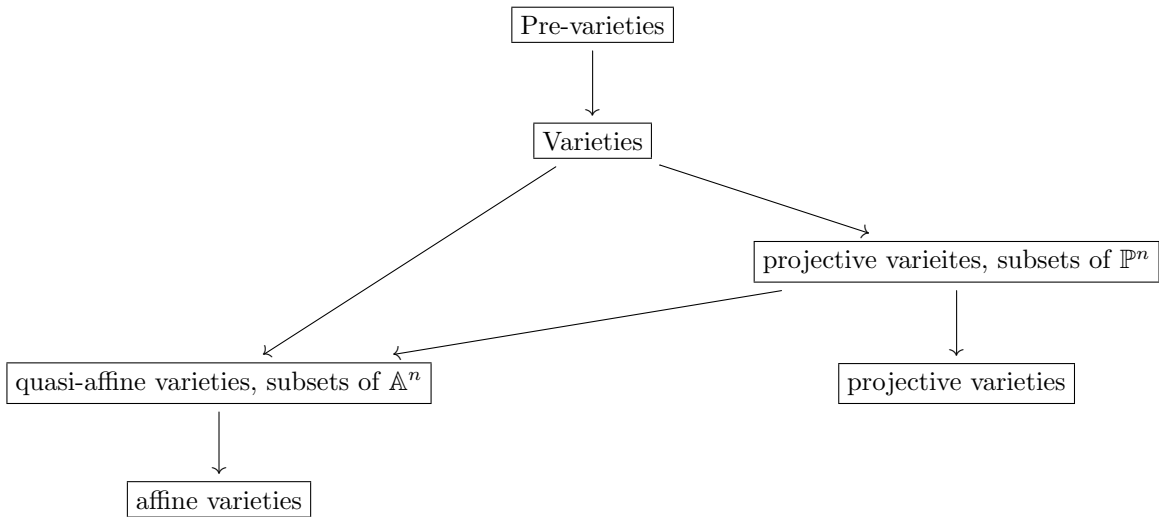 Pre-varieties
Varieties
projective varieites, subsets of ℙⁿ
quasi-affine varieties, subsets of 𝔸ⁿ
projective varieties
affine varieties